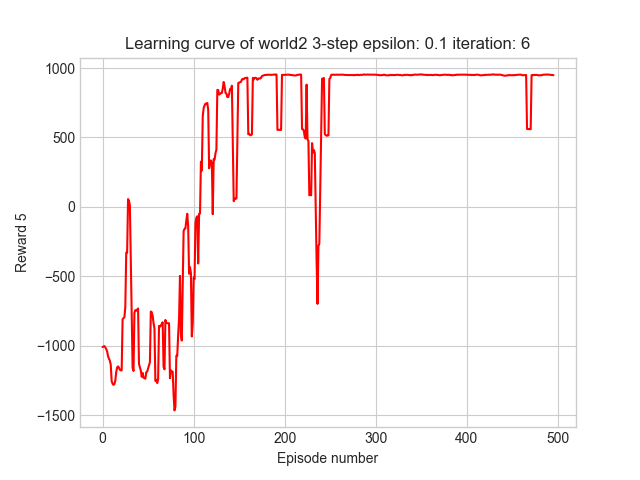 Learning curve of world2 3-step epsilon: 0.1 iteration: 6
1000
500
0
−500
−1000
−1500
Reward 5
0 100 200 300 400 500
Episode number